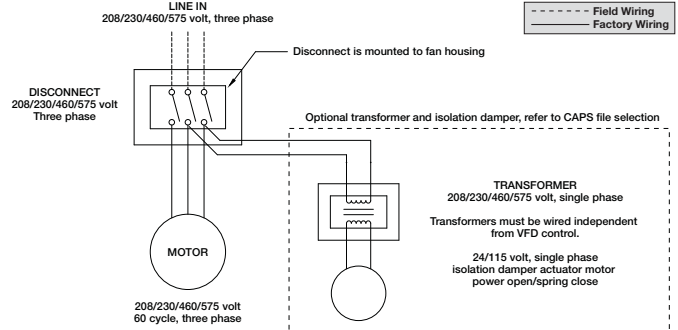 LINE IN
208/230/460/575 volt, three phase
Field Wiring
Factory Wiring
Disconnect is mounted to fan housing
DISCONNECT
208/230/460/575 volt
Three phase
Optional transformer and isolation damper, refer to CAPS file selection
TRANSFORMER
208/230/460/575 volt, single phase
Transformers must be wired independent
from VFD control.
24/115 volt, single phase
isolation damper actuator motor
power open/spring close
MOTOR
208/230/460/575 volt
60 cycle, three phase